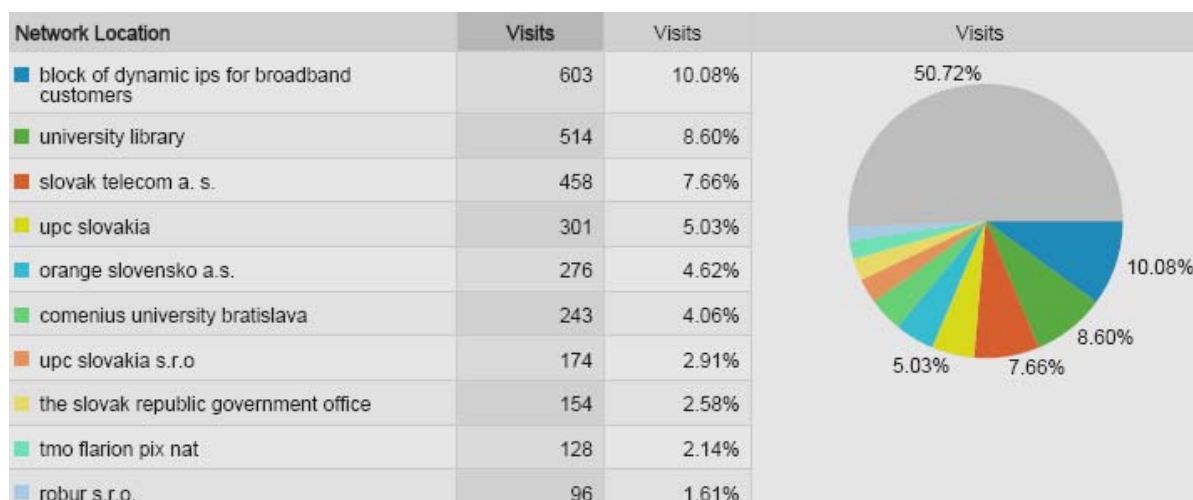 Network Location Visits Visits Visits
block of dynamic ips for broadband
customers 603 10.08%
university library 514 8.60%
slovak telecom a. s. 458 7.66%
upc slovakia 301 5.03%
orange slovensko a.s. 276 4.62%
comenius university bratislava 243 4.06%
upc slovakia s.r.o 174 2.91%
the slovak republic government office 154 2.58%
tmo flarion pix nat 128 2.14%
robur s.r.o. 96 1.61%
50.72%
10.08%
8.60%
7.66%
5.03%